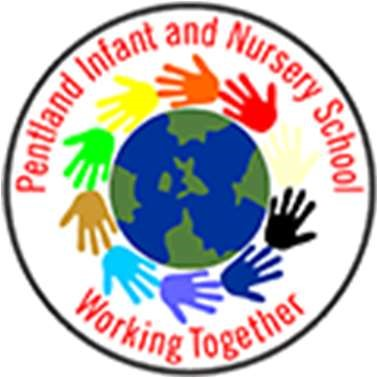 Pentland Infant and Nursery School
Working Together